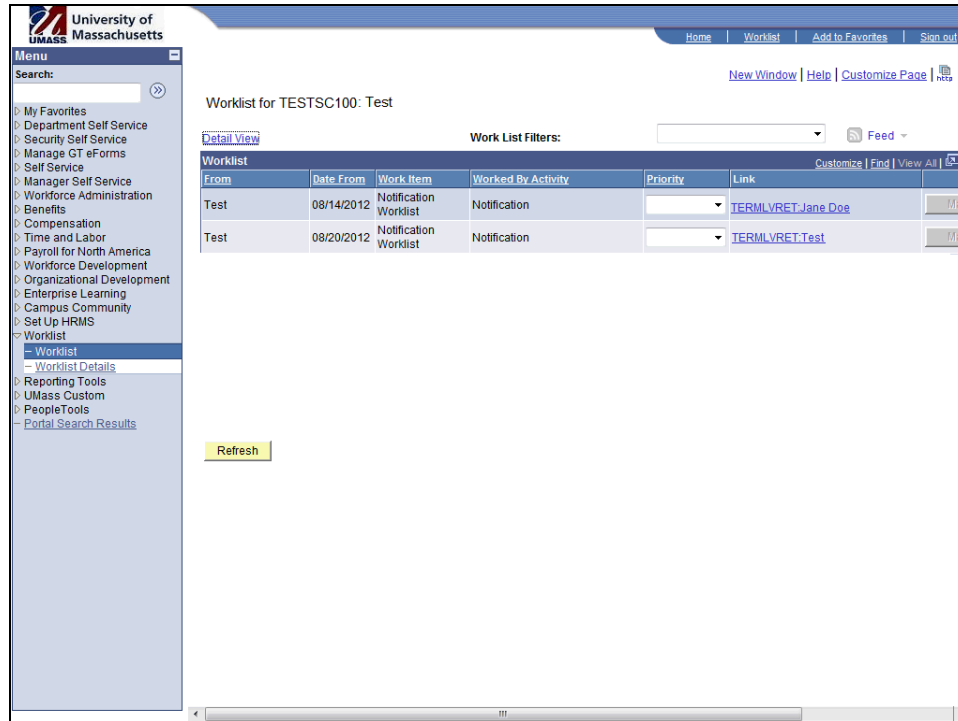 University of
UMASS Massachusetts
Home | Worklist | Add to Favorites | Sign out
Menu
Search:
My Favorites
Department Self Service
Security Self Service
Manage GT eForms
Self Service
Manager Self Service
Workforce Administration
Benefits
Compensation
Time and Labor
Payroll for North America
Workforce Development
Organizational Development
Enterprise Learning
Campus Community
Set Up HRMS
Worklist
Worklist
Worklist Details
Reporting Tools
UMass Custom
PeopleTools
Portal Search Results
New Window | Help | Customize Page | http
Worklist for TESTSC100: Test
Detail View Work List Filters: Feed
Worklist Customize | Find | View All |
From Date From Work Item Worked By Activity Priority Link
Test 08/14/2012 Notification Worklist Notification TERMLVRET:Jane Doe
Test 08/20/2012 Notification Worklist Notification TERMLVRET:Test
Refresh